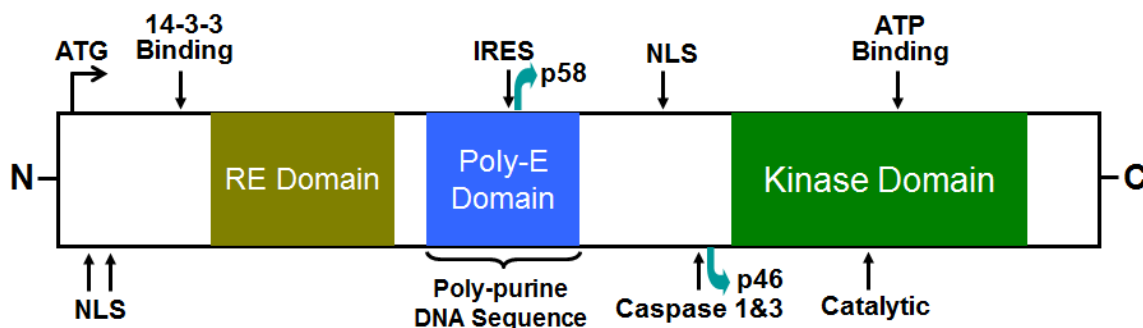 14-3-3
Binding
ATG
IRES
p58
NLS
ATP
Binding
N
RE Domain
Poly-E
Domain
Kinase Domain
C
NLS
Poly-purine
DNA Sequence
p46
Caspase 1&3
Catalytic